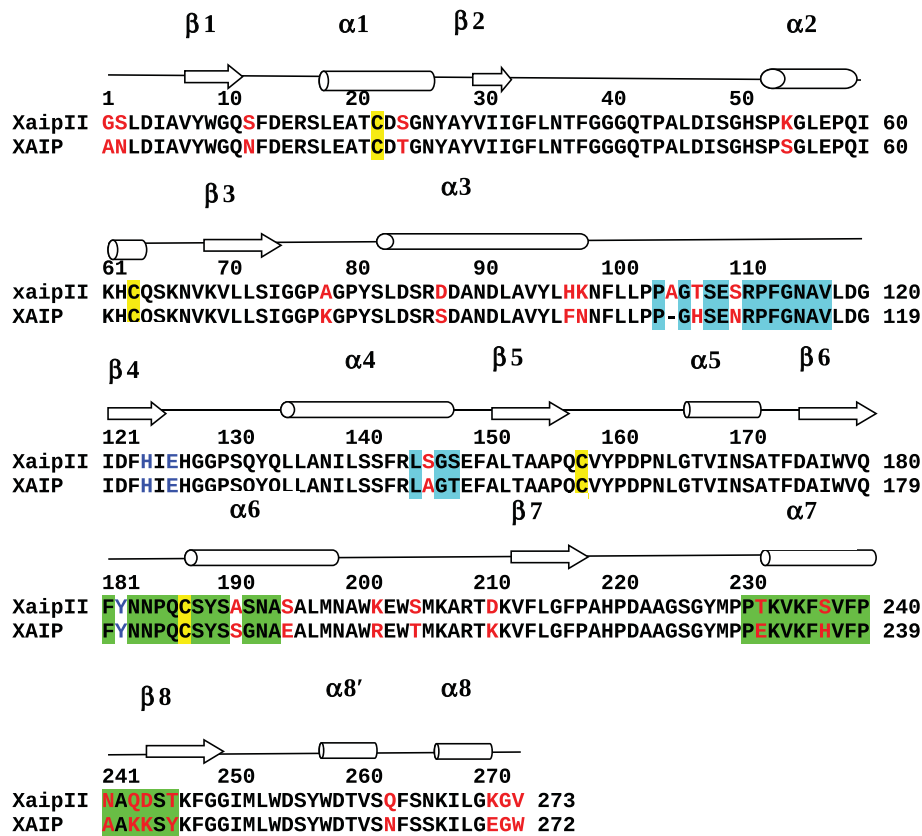 β1 α1 β2 α2
1 10 20 30 40 50
XaipII GSLDIAVYWGQSFDERSLEATCDSGNYAYVIIGFLNTFGGGQTPALDISGHSPKGLEPQI 60
XAIP ANLDIAVYWGQNFDERSLEATCDTGNYAYVIIGFLNTFGGGQTPALDISGHSPSGLEPQI 60
β3 α3
61 70 80 90 100 110
xaipII KHCQSKNVKVLLSIGGPAGPYSLDSRDDANDLAVYLHKNFLLPPAGTSESRPFGNAVLDG 120
XAIP KHCQSKNVKVLLSIGGPKGPYSLDSRSDANDLAVYLFNNFLLPP-GHSENRPFGNAVLDG 119
β4 α4 β5 α5 β6
121 130 140 150 160 170
XaipII IDFHIEHGGPSQYQLLANILSSFRLSGSEFALTAAPQCVYPDPNLGTVINSATFDAIWVQ 180
XAIP IDFHIEHGGPSQYQLLANILSSFRLAGTEFALTAAPQCVYPDPNLGTVINSATFDAIWVQ 179
α6 β7 α7
181 190 200 210 220 230
XaipII FYNNPQCSYSASNASALMNAWKEWSMKARTDKVFLGFPAHPDAAGSGYMPPTKVKFSVFP 240
XAIP FYNNPQCSYSSGNAEALMNAWREWTMKARTKKVFLGFPAHPDAAGSGYMPPEKVKFHVFP 239
β8 α8′ α8
241 250 260 270
XaipII NAQDSTKFGGIMLWDSYWDTVSQFSNKILGKGV 273
XAIP AAKKSYKFGGIMLWDSYWDTVSNFSSKILGEGW 272